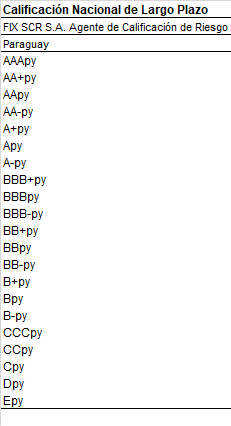 Calificación Nacional de Largo Plazo
FIX SCR S.A. Agente de Calificación de Riesgo
Paraguay
AAApy
AA+py
AApy
AA-py
A+py
Apy
A-py
BBB+py
BBBpy
BBB-py
BB+py
BBpy
BB-py
B+py
Bpy
B-py
CCCpy
CCpy
Cpy
Dpy
Epy